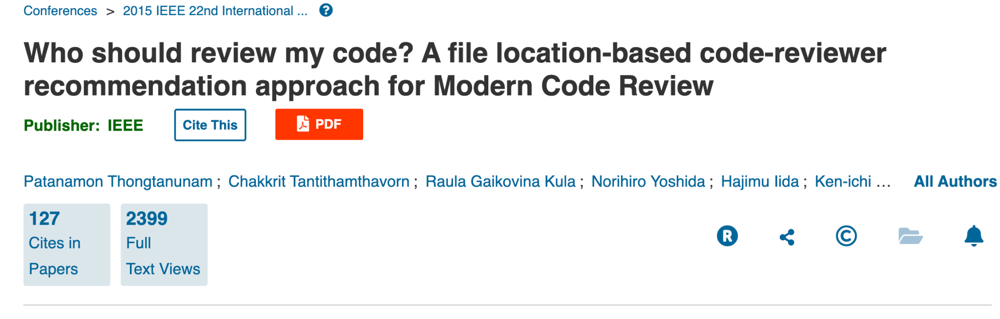 Conferences > 2015 IEEE 22nd International ... ?
Who should review my code? A file location-based code-reviewer
recommendation approach for Modern Code Review
Publisher: IEEE Cite This PDF
Patanamon Thongtanunam ; Chakkrit Tantithamthavorn ; Raula Gaikovina Kula ; Norihiro Yoshida ; Hajimu Iida ; Ken-ichi ... All Authors
127 2399
Cites in Full
Papers Text Views
R ©